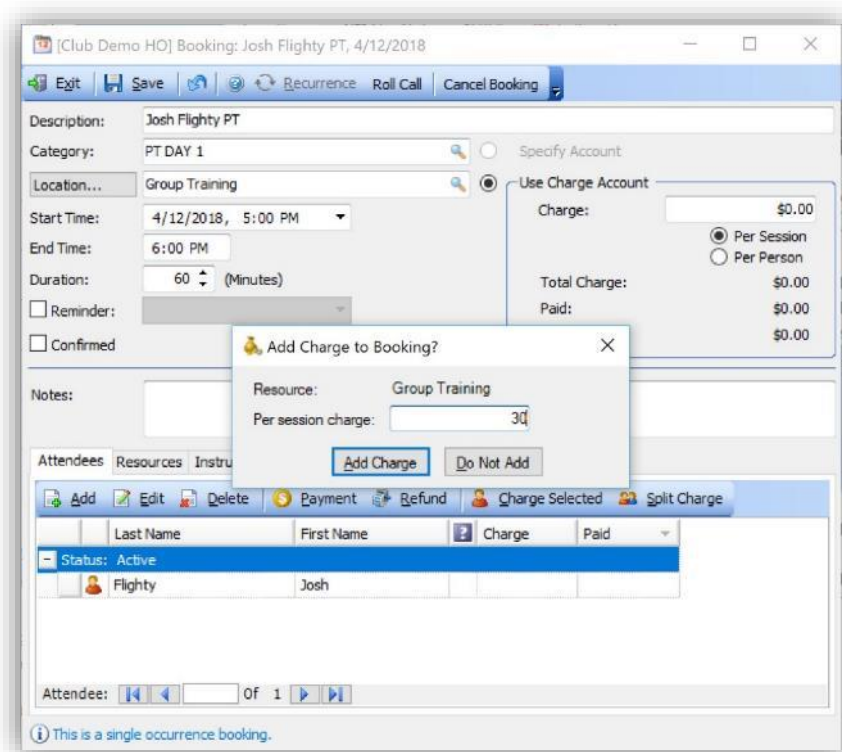 [Club Demo HO] Booking: Josh Flighty PT, 4/12/2018
Exit Save Recurrence Roll Call Cancel Booking
Description: Josh Flighty PT
Category: PT DAY 1 Specify Account
Location... Group Training Use Charge Account
Start Time: 4/12/2018, 5:00 PM Charge: $0.00
End Time: 6:00 PM Per Session
Per Person
Duration: 60 (Minutes) Total Charge: $0.00
Reminder: Paid: $0.00
Confirmed $0.00
Add Charge to Booking?
Notes:
Resource: Group Training
Per session charge: 30
Add Charge Do Not Add
Attendees Resources Instru
Add Edit Delete Payment Refund Charge Selected Split Charge
Last Name First Name ? Charge Paid
Status: Active
Flighty Josh
Attendee: Of 1
This is a single occurrence booking.